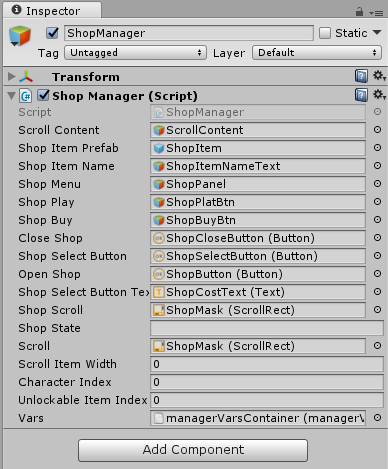 Inspector
ShopManager Static
Tag Untagged Layer Default
Transform
Shop Manager (Script)
Script ShopManager
Scroll Content ScrollContent
Shop Item Prefab ShopItem
Shop Item Name ShopItemNameText
Shop Menu ShopPanel
Shop Play ShopPlatBtn
Shop Buy ShopBuyBtn
Close Shop ShopCloseButton (Button)
Shop Select Button ShopSelectButton (Button)
Open Shop ShopButton (Button)
Shop Select Button Tex ShopCostText (Text)
Shop Scroll ShopMask (ScrollRect)
Shop State
Scroll ShopMask (ScrollRect)
Scroll Item Width 0
Character Index 0
Unlockable Item Index 0
Vars managerVarsContainer (managerV
Add Component